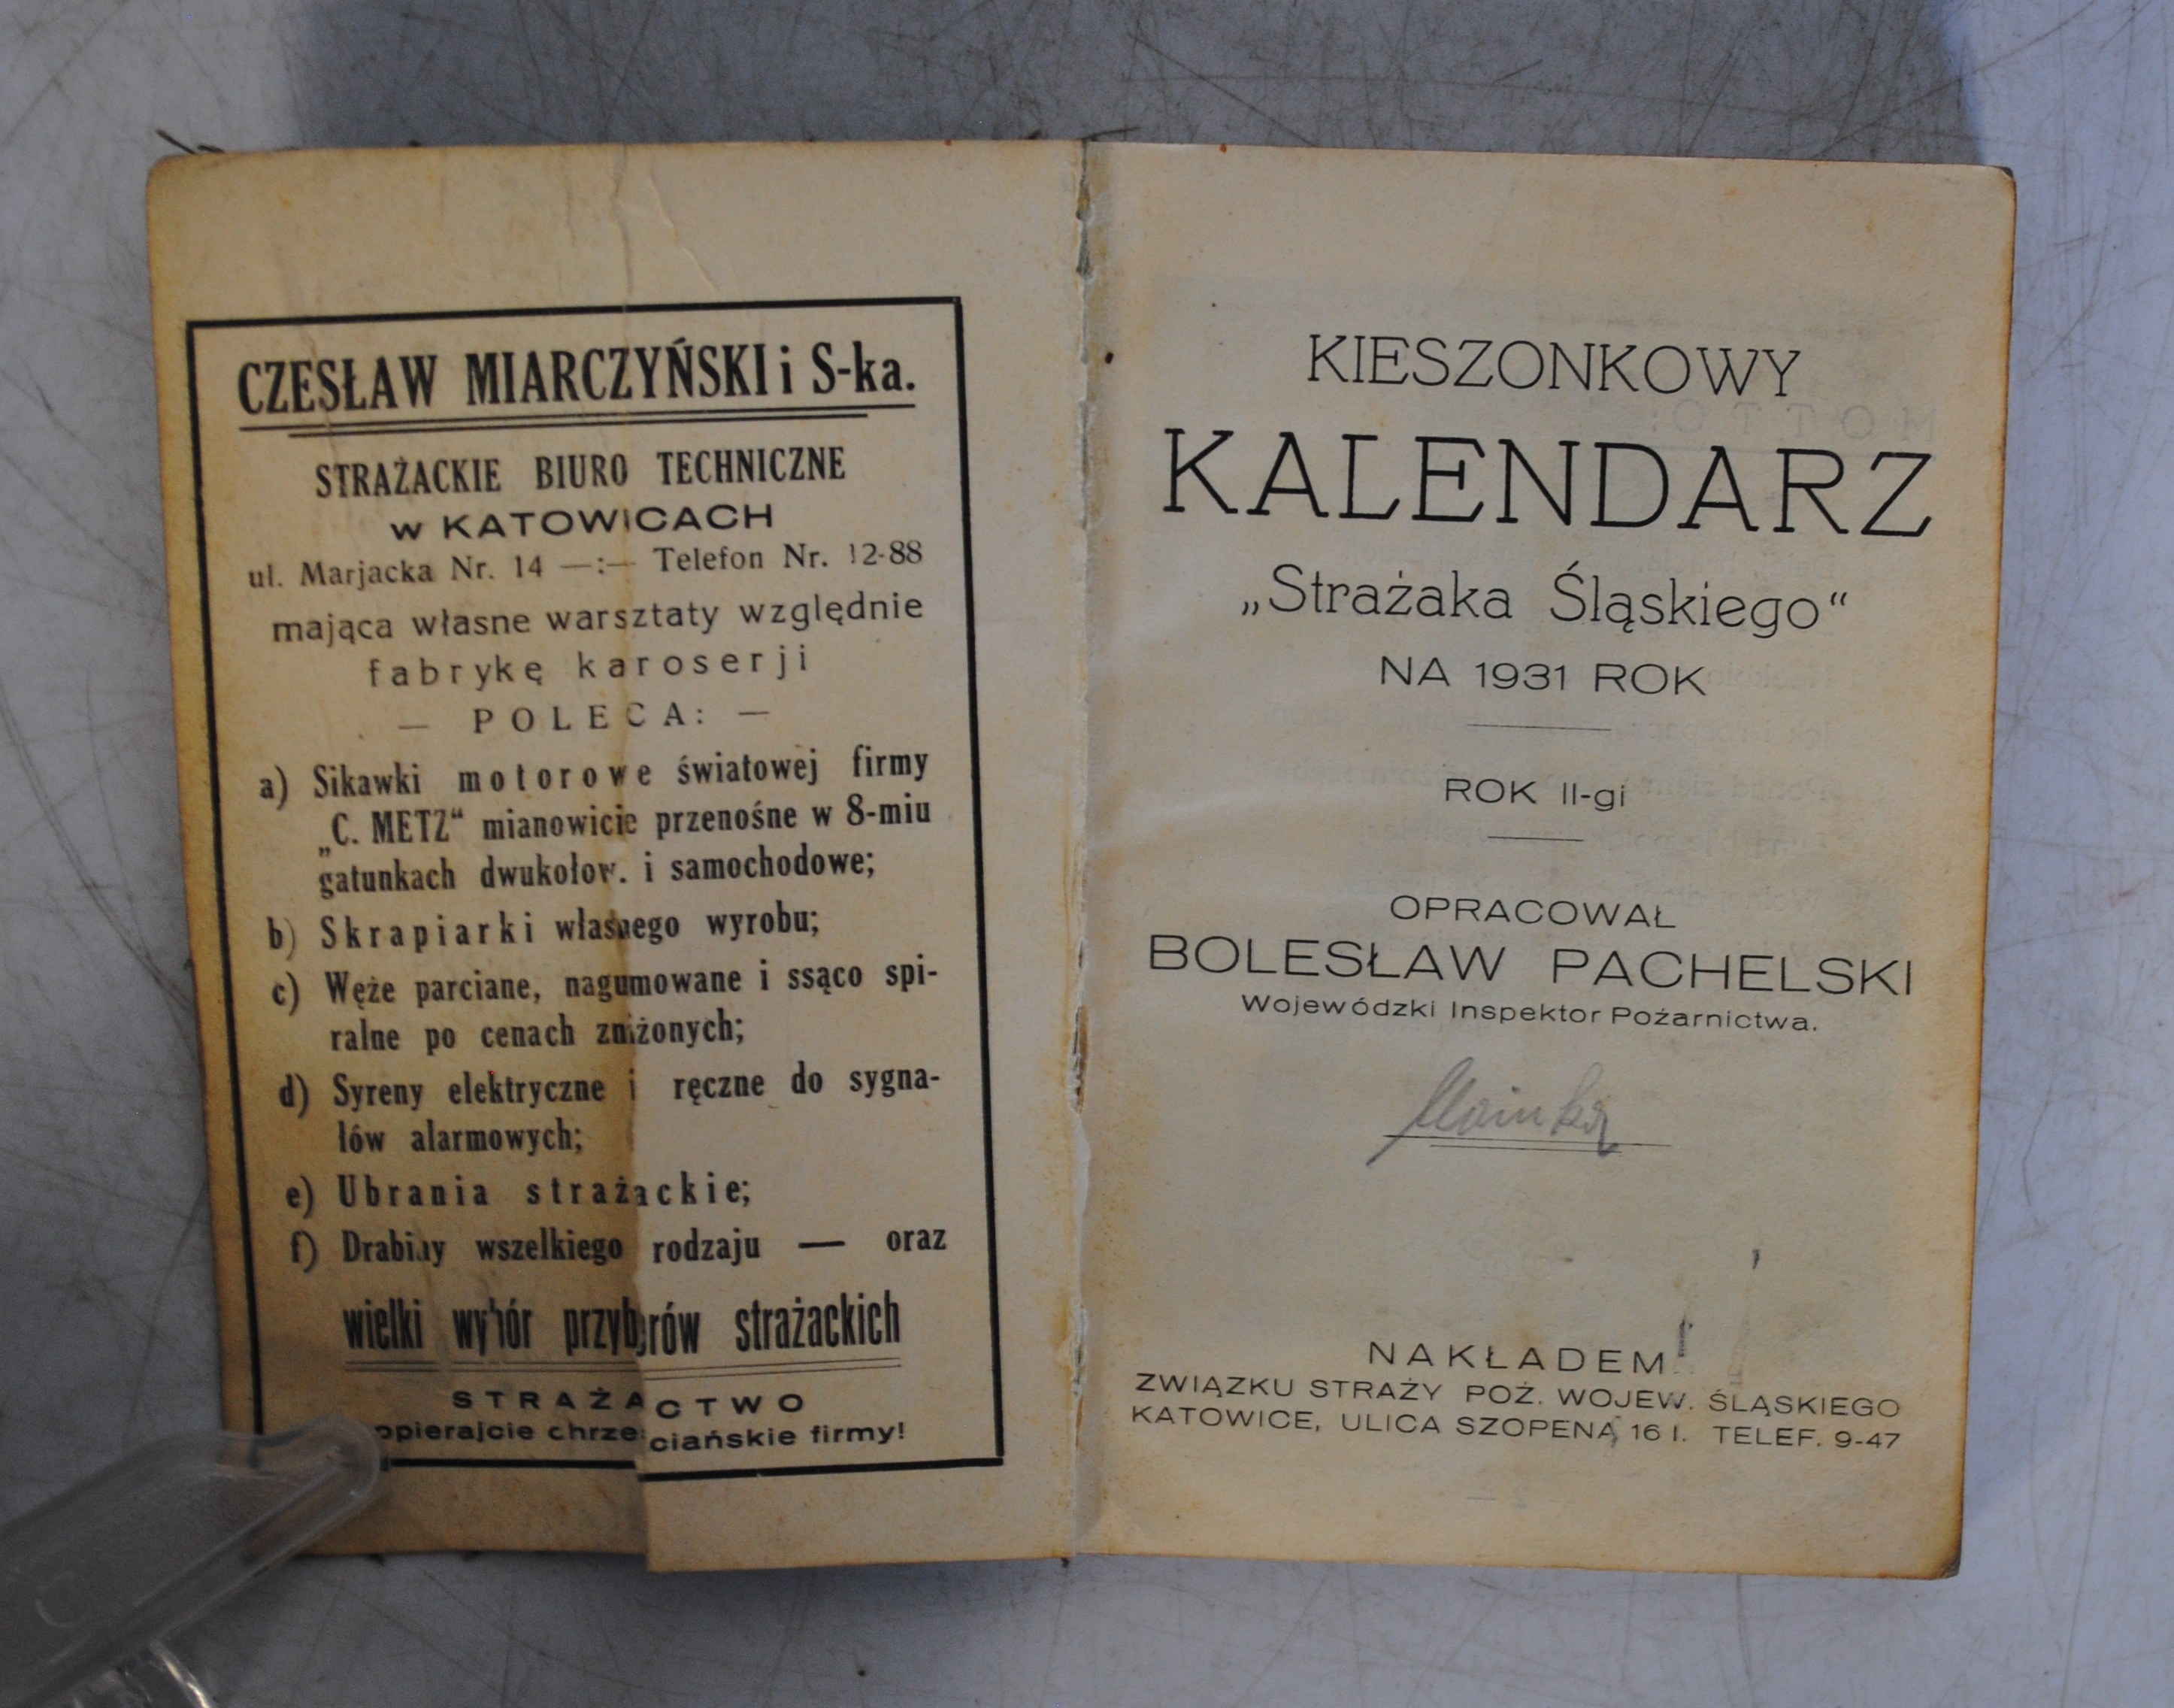 CZESŁAW MIARCZYŃSKI i S-ka.
STRAŻACKIE BIURO TECHNICZNE
w KATOWICACH
ul. Marjacka Nr. 14 —:— Telefon Nr. 12-88
mająca własne warsztaty względnie
fabrykę karoserji
— POLECA: —
a) Sikawki motorowe światowej firmy
„C. METZ“ mianowicie przenośne w 8-miu
gatunkach dwukołow. i samochodowe;
b) Skrapiarki własnego wyrobu;
c) Węże parciane, nagumowane i ssąco spi-
ralne po cenach zniżonych;
d) Syreny elektryczne i ręczne do sygna-
łów alarmowych;
e) Ubrania strażackie;
f) Drabiny wszelkiego rodzaju — oraz
wielki wybór przyborów strażackich
STRAŻACTWO
opierajcie chrześciańskie firmy!
KIESZONKOWY
KALENDARZ
„Strażaka Śląskiego“
NA 1931 ROK
ROK II-gi
OPRACOWAŁ
BOLESŁAW PACHELSKI
Wojewódzki Inspektor Pożarnictwa.
NAKŁADEM
ZWIĄZKU STRAŻY POŻ. WOJEW. ŚLĄSKIEGO
KATOWICE, ULICA SZOPENA 16 I. TELEF. 9-47